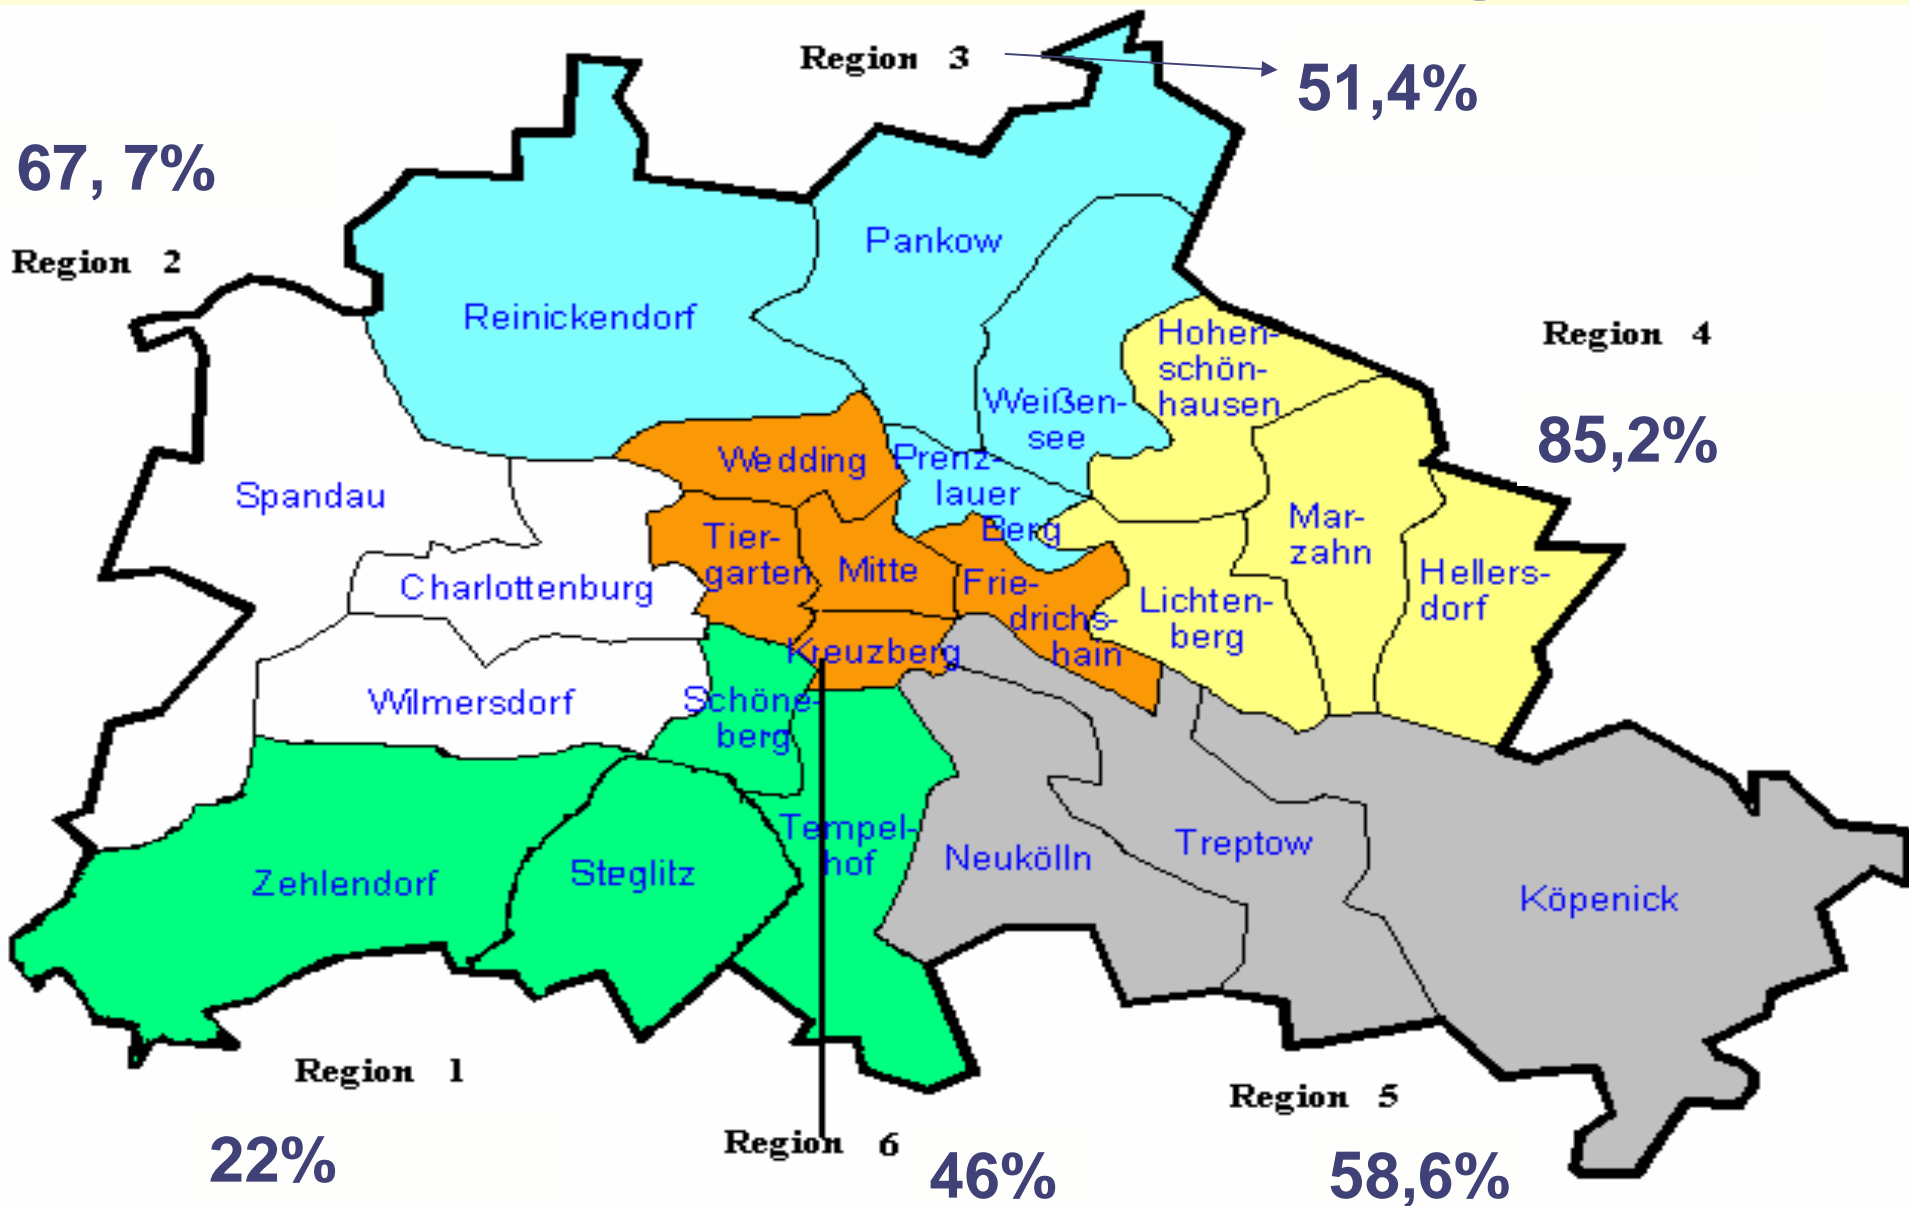 Region 3
51,4%
67, 7%
Region 2
Pankow
Reinickendorf
Hohen-
schön-
hausen
Region 4
Weißen-
see
85,2%
Wedding
Prenz-
lauer
Berg
Spandau
Mar-
zahn
Tier-
garten
Mitte
Frie-
drichs-
hain
Hellers-
dorf
Charlottenburg
Lichten-
berg
Kreuzberg
Wilmersdorf
Schöne-
berg
Tempel-
hof
Neukölln
Treptow
Zehlendorf
Steglitz
Köpenick
Region 1
Region 5
Region 6
22%
46%
58,6%